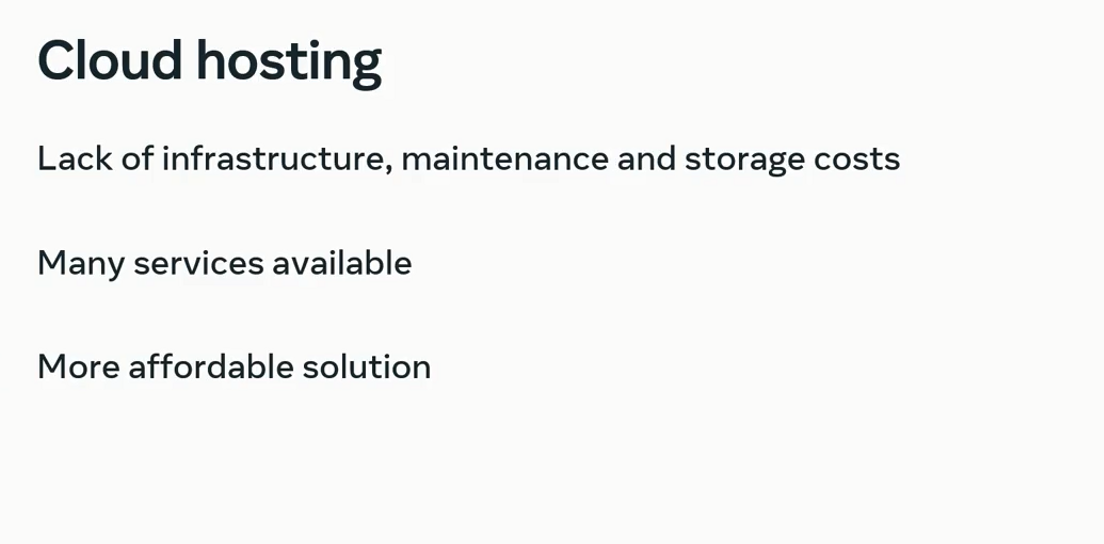 Cloud hosting
Lack of infrastructure, maintenance and storage costs
Many services available
More affordable solution